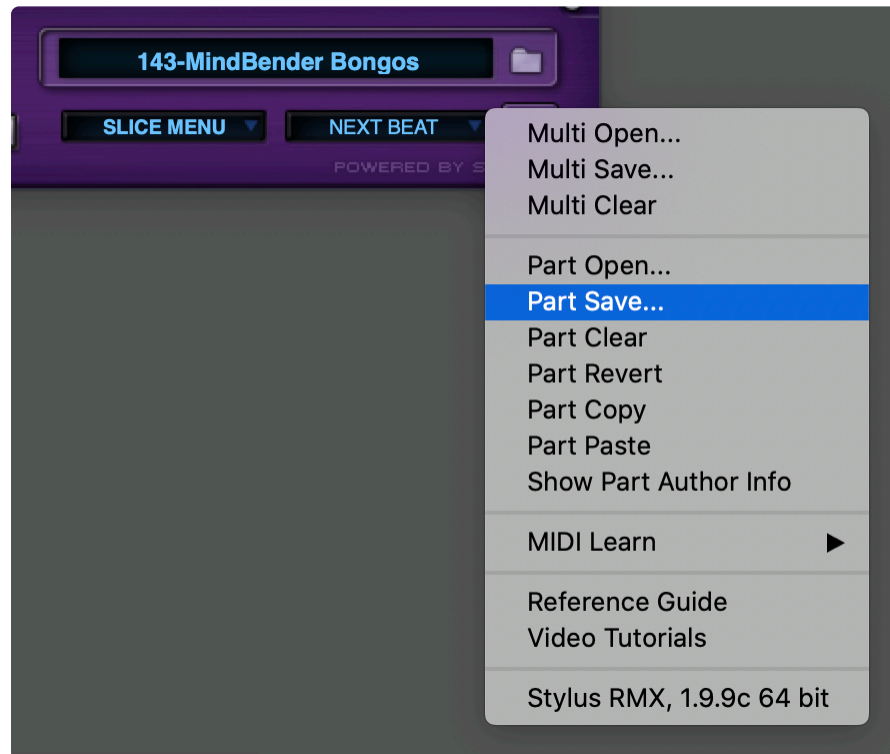 143-MindBender Bongos
SLICE MENU
NEXT BEAT
POWERED BY
Multi Open...
Multi Save...
Multi Clear
Part Open...
Part Save...
Part Clear
Part Revert
Part Copy
Part Paste
Show Part Author Info
MIDI Learn
Reference Guide
Video Tutorials
Stylus RMX, 1.9.9c 64 bit